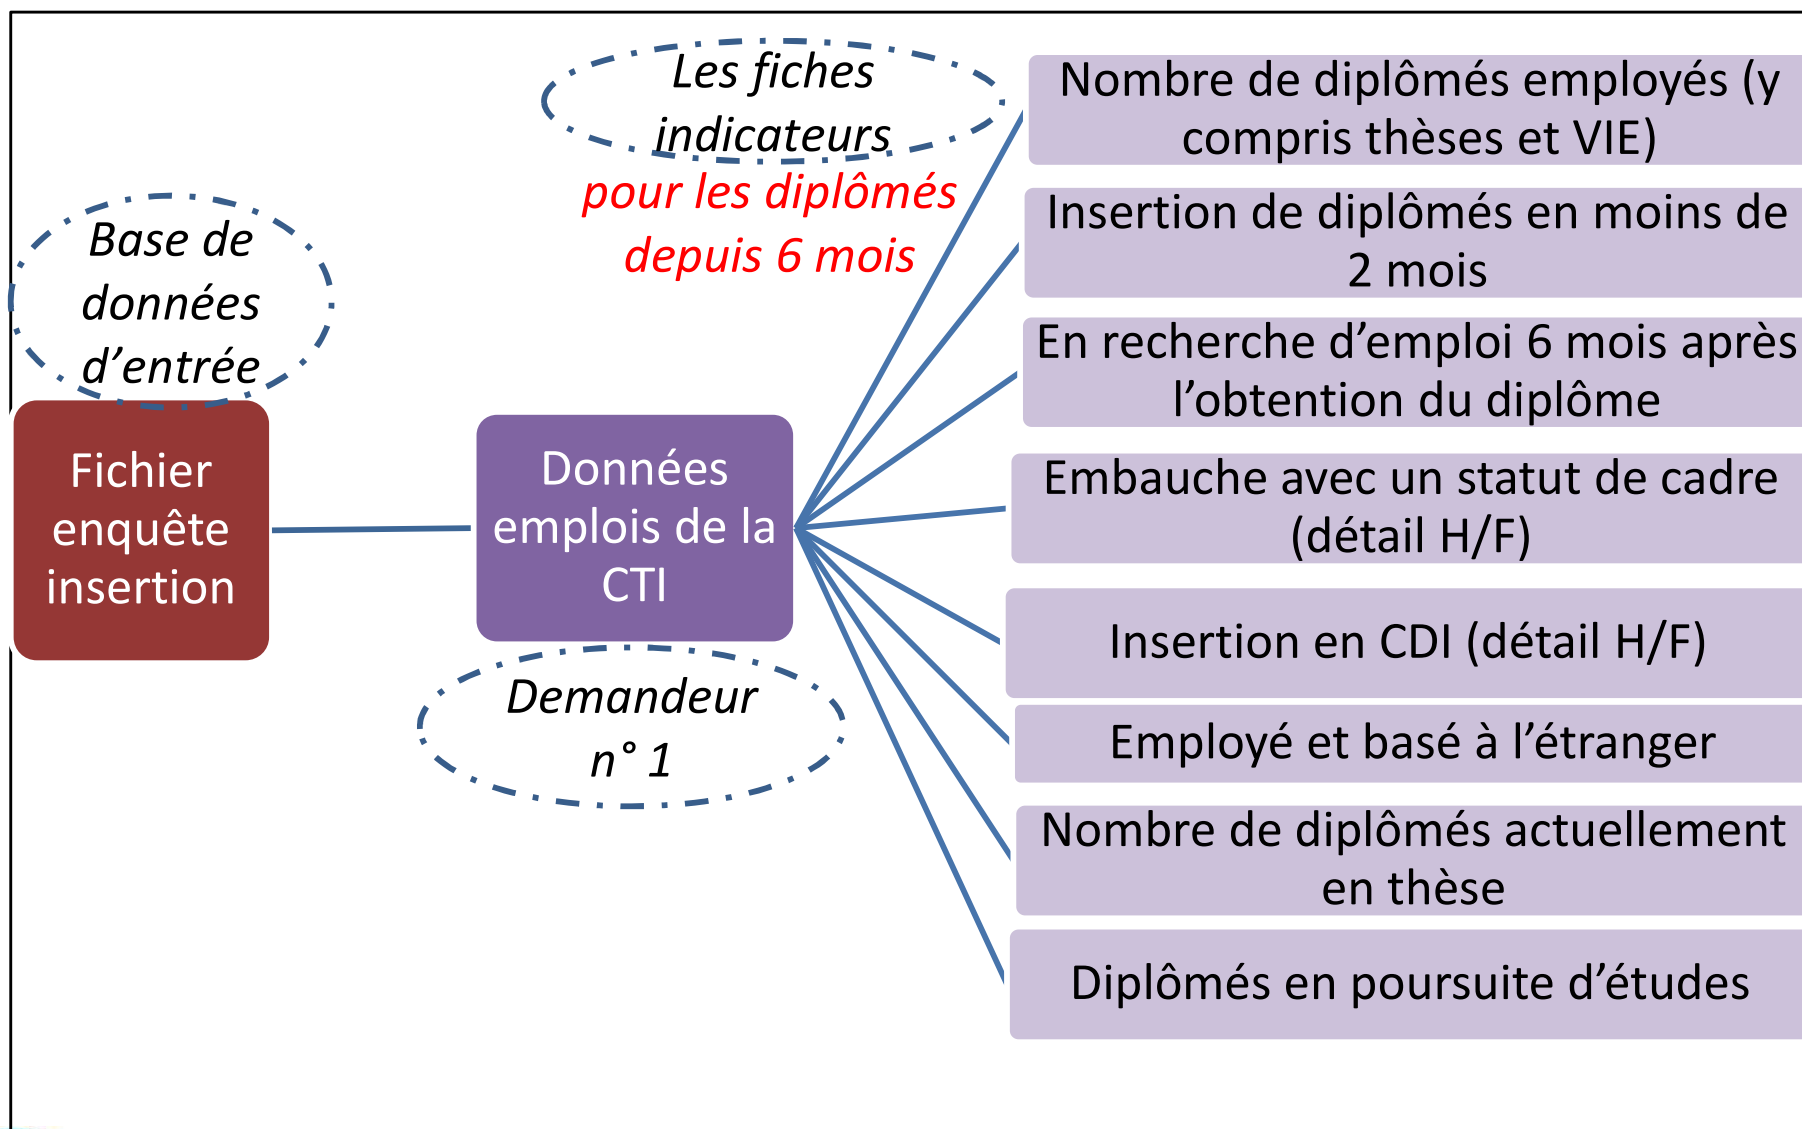 Base de
données
d’entrée
Fichier
enquête
insertion
Données
emplois de la
CTI
Demandeur
n° 1
Les fiches
indicateurs
pour les diplômés
depuis 6 mois
Nombre de diplômés employés (y
compris thèses et VIE)
Insertion de diplômés en moins de
2 mois
En recherche d’emploi 6 mois après
l’obtention du diplôme
Embauche avec un statut de cadre
(détail H/F)
Insertion en CDI (détail H/F)
Employé et basé à l’étranger
Nombre de diplômés actuellement
en thèse
Diplômés en poursuite d’études